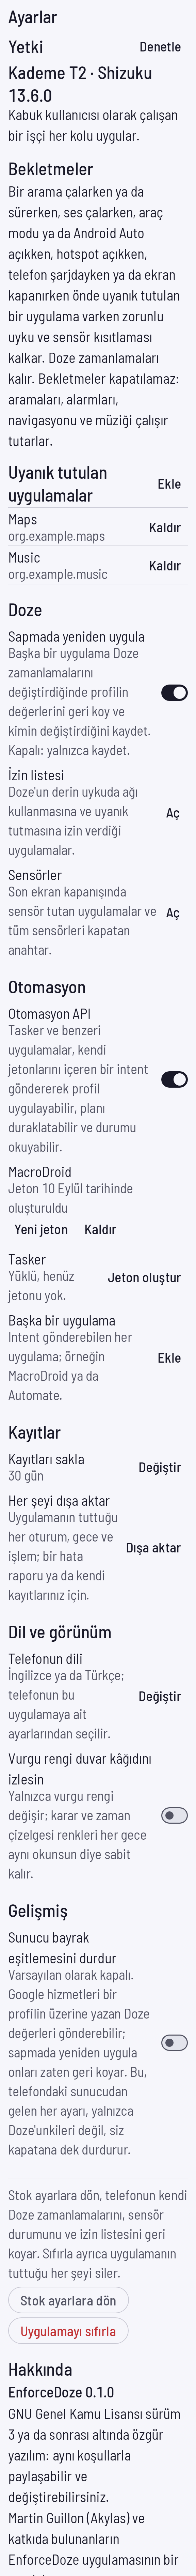 Ayarlar
Yetki
Denetle
Kademe T2 · Shizuku
13.6.0
Kabuk kullanıcısı olarak çalışan
bir işçi her kolu uygular.
Bekletmeler
Bir arama çalarken ya da
sürerken, ses çalarken, araç
modu ya da Android Auto
açıkken, hotspot açıkken,
telefon şarjdayken ya da ekran
kapanırken önde uyanık tutulan
bir uygulama varken zorunlu
uyku ve sensör kısıtlaması
kalkar. Doze zamanlamaları
kalır. Bekletmeler kapatılamaz:
aramaları, alarmları,
navigasyonu ve müziği çalışır
tutarlar.
Uyanık tutulan
uygulamalar
Ekle
Maps
org.example.maps
Kaldır
Music
org.example.music
Kaldır
Doze
Sapmada yeniden uygula
Başka bir uygulama Doze
zamanlamalarını
değiştirdiğinde profilin
değerlerini geri koy ve
kimin değiştirdiğini kaydet.
Kapalı: yalnızca kaydet.
İzin listesi
Doze'un derin uykuda ağı
kullanmasına ve uyanık
tutmasına izin verdiği
uygulamalar.
Aç
Sensörler
Son ekran kapanışında
sensör tutan uygulamalar ve
tüm sensörleri kapatan
anahtar.
Aç
Otomasyon
Otomasyon API
Tasker ve benzeri
uygulamalar, kendi
jetonlarını içeren bir intent
göndererek profil
uygulayabilir, planı
duraklatabilir ve durumu
okuyabilir.
MacroDroid
Jeton 10 Eylül tarihinde
oluşturuldu
Yeni jeton
Kaldır
Tasker
Yüklü, henüz
jetonu yok.
Jeton oluştur
Başka bir uygulama
Intent gönderebilen her
uygulama; örneğin
MacroDroid ya da
Automate.
Ekle
Kayıtlar
Kayıtları sakla
30 gün
Değiştir
Her şeyi dışa aktar
Uygulamanın tuttuğu
her oturum, gece ve
işlem; bir hata
raporu ya da kendi
kayıtlarınız için.
Dışa aktar
Dil ve görünüm
Telefonun dili
İngilizce ya da Türkçe;
telefonun bu
uygulamaya ait
ayarlarından seçilir.
Değiştir
Vurgu rengi duvar kâğıdını
izlesin
Yalnızca vurgu rengi
değişir; karar ve zaman
çizelgesi renkleri her gece
aynı okunsun diye sabit
kalır.
Gelişmiş
Sunucu bayrak
eşitlemesini durdur
Varsayılan olarak kapalı.
Google hizmetleri bir
profilin üzerine yazan Doze
değerleri gönderebilir;
sapmada yeniden uygula
onları zaten geri koyar. Bu,
telefondaki sunucudan
gelen her ayarı, yalnızca
Doze'unkileri değil, siz
kapatana dek durdurur.
Stok ayarlara dön, telefonun kendi
Doze zamanlamalarını, sensör
durumunu ve izin listesini geri
koyar. Sıfırla ayrıca uygulamanın
tuttuğu her şeyi siler.
Stok ayarlara dön
Uygulamayı sıfırla
Hakkında
EnforceDoze 0.1.0
GNU Genel Kamu Lisansı sürüm
3 ya da sonrası altında özgür
yazılım: aynı koşullarla
paylaşabilir ve
değiştirebilirsiniz.
Martin Guillon (Akylas) ve
katkıda bulunanların
EnforceDoze uygulamasının bir